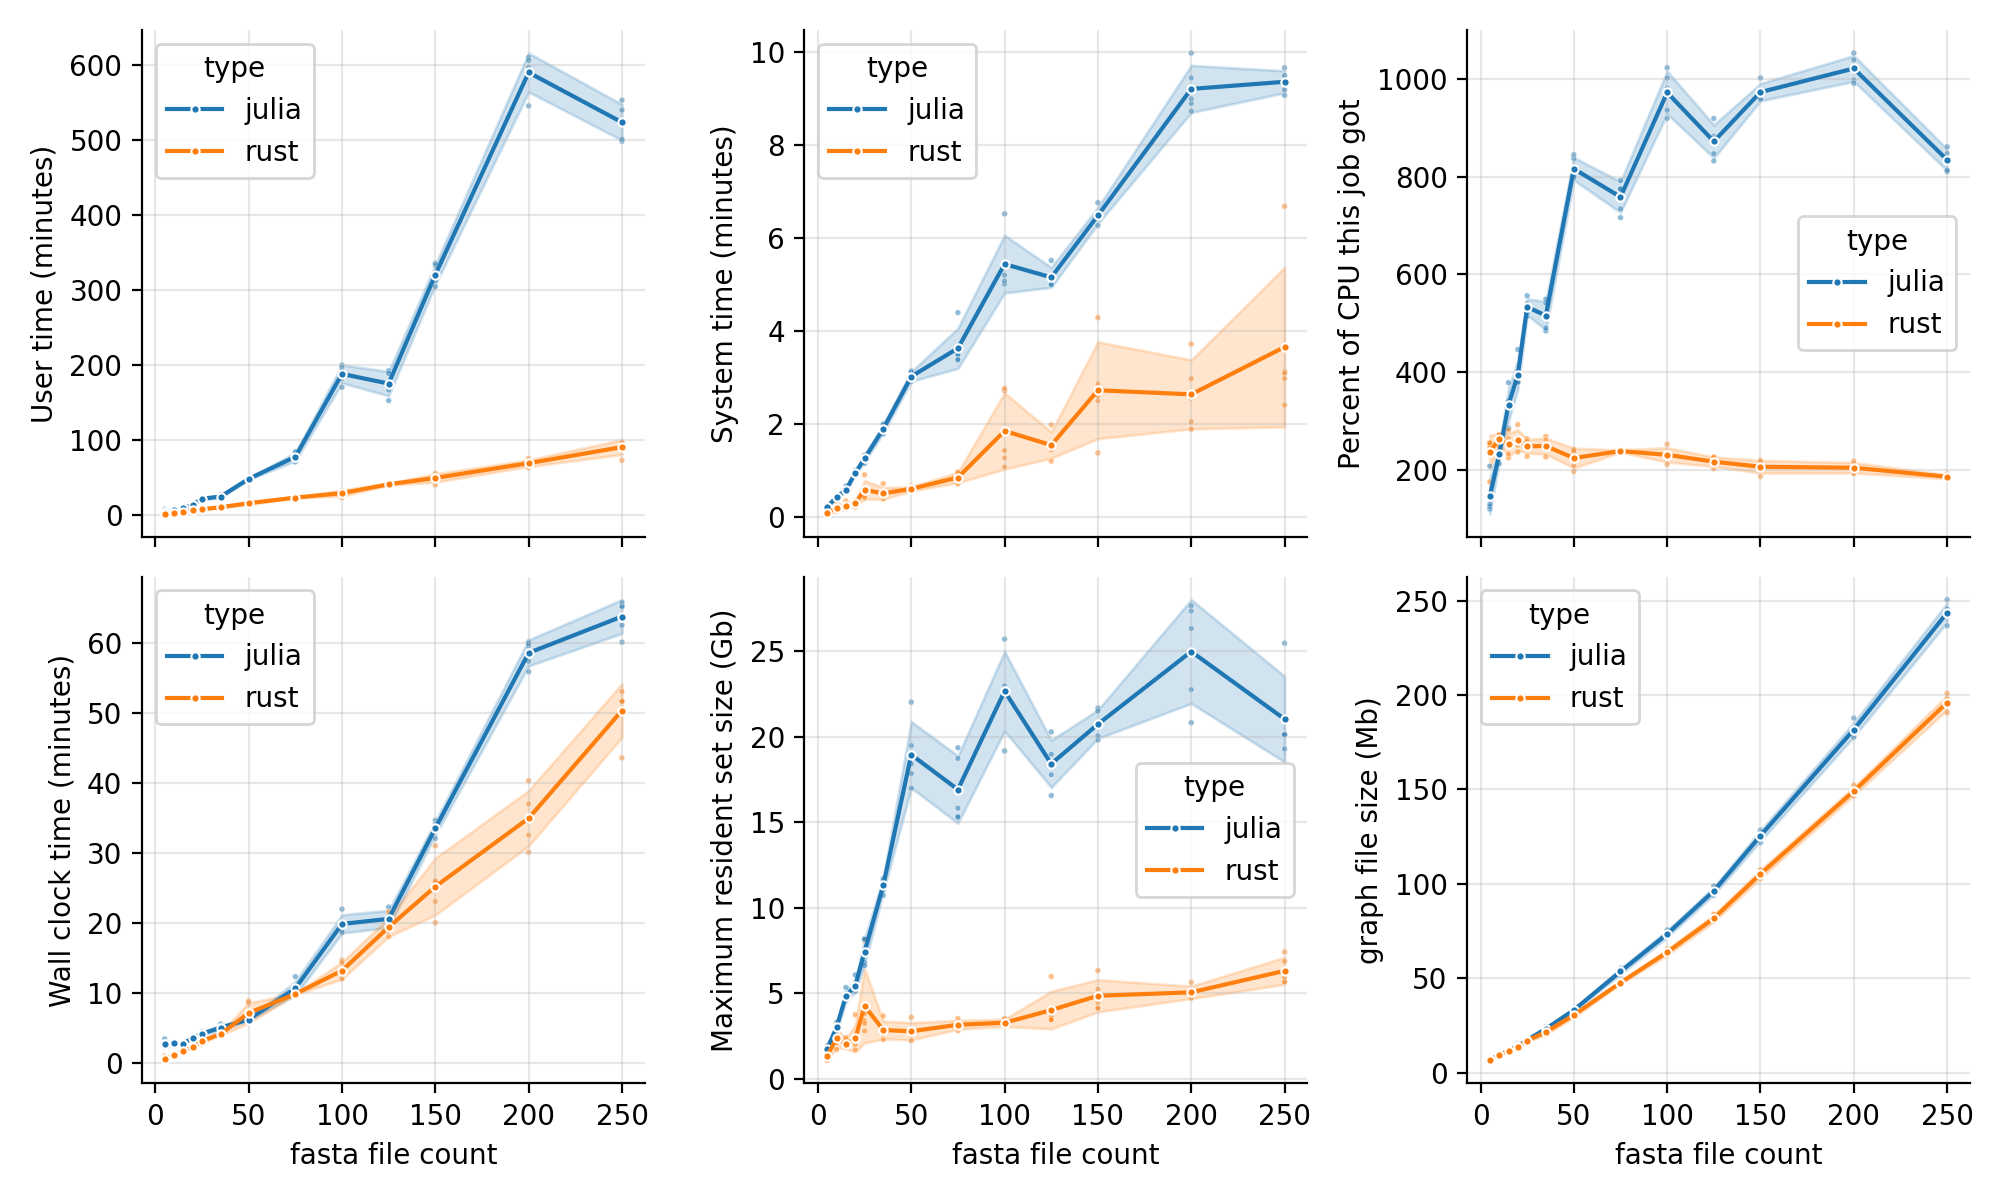 User time (minutes)
600
500
400
300
200
100
0
type
julia
rust
System time (minutes)
10
8
6
4
2
0
type
julia
rust
Percent of CPU this job got
1000
800
600
400
200
type
julia
rust
Wall clock time (minutes)
60
50
40
30
20
10
0
type
julia
rust
0 50 100 150 200 250
fasta file count
Maximum resident set size (Gb)
25
20
15
10
5
0
type
julia
rust
0 50 100 150 200 250
fasta file count
graph file size (Mb)
250
200
150
100
50
0
type
julia
rust
0 50 100 150 200 250
fasta file count